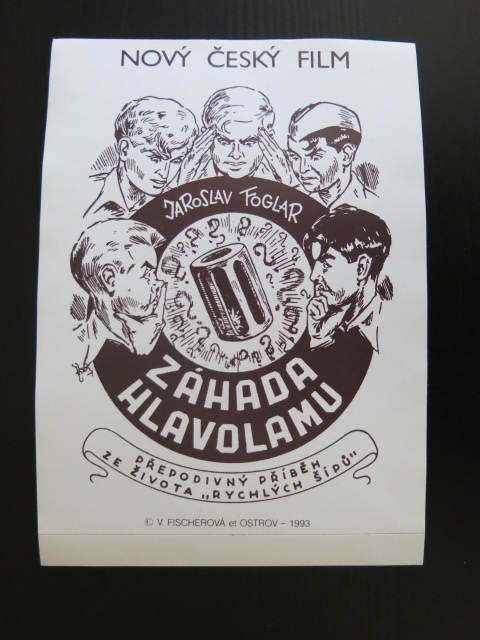 NOVÝ ČESKÝ FILM
JAROSLAV FOGLAR
ZÁHADA
HLAVOLAMU
PŘEPODIVNÝ PŘÍBĚH
ZE ŽIVOTA „RYCHLÝCH ŠÍPŮ"
© V. FISCHEROVÁ et OSTROV – 1993